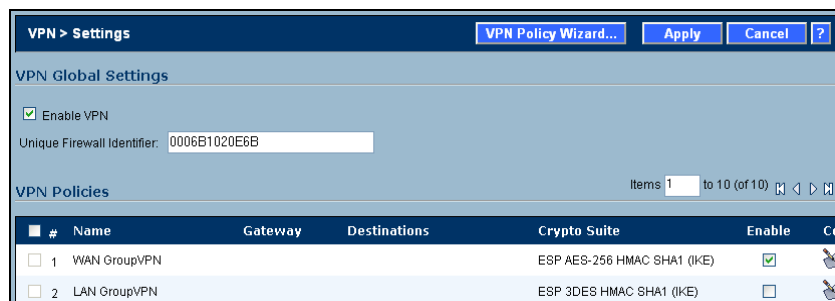 VPN > Settings VPN Policy Wizard... Apply Cancel ?
VPN Global Settings
Enable VPN
Unique Firewall Identifier: 0006B1020E6B
VPN Policies Items 1 to 10 (of 10)
# Name Gateway Destinations Crypto Suite Enable
1 WAN GroupVPN ESP AES-256 HMAC SHA1 (IKE)
2 LAN GroupVPN ESP 3DES HMAC SHA1 (IKE)